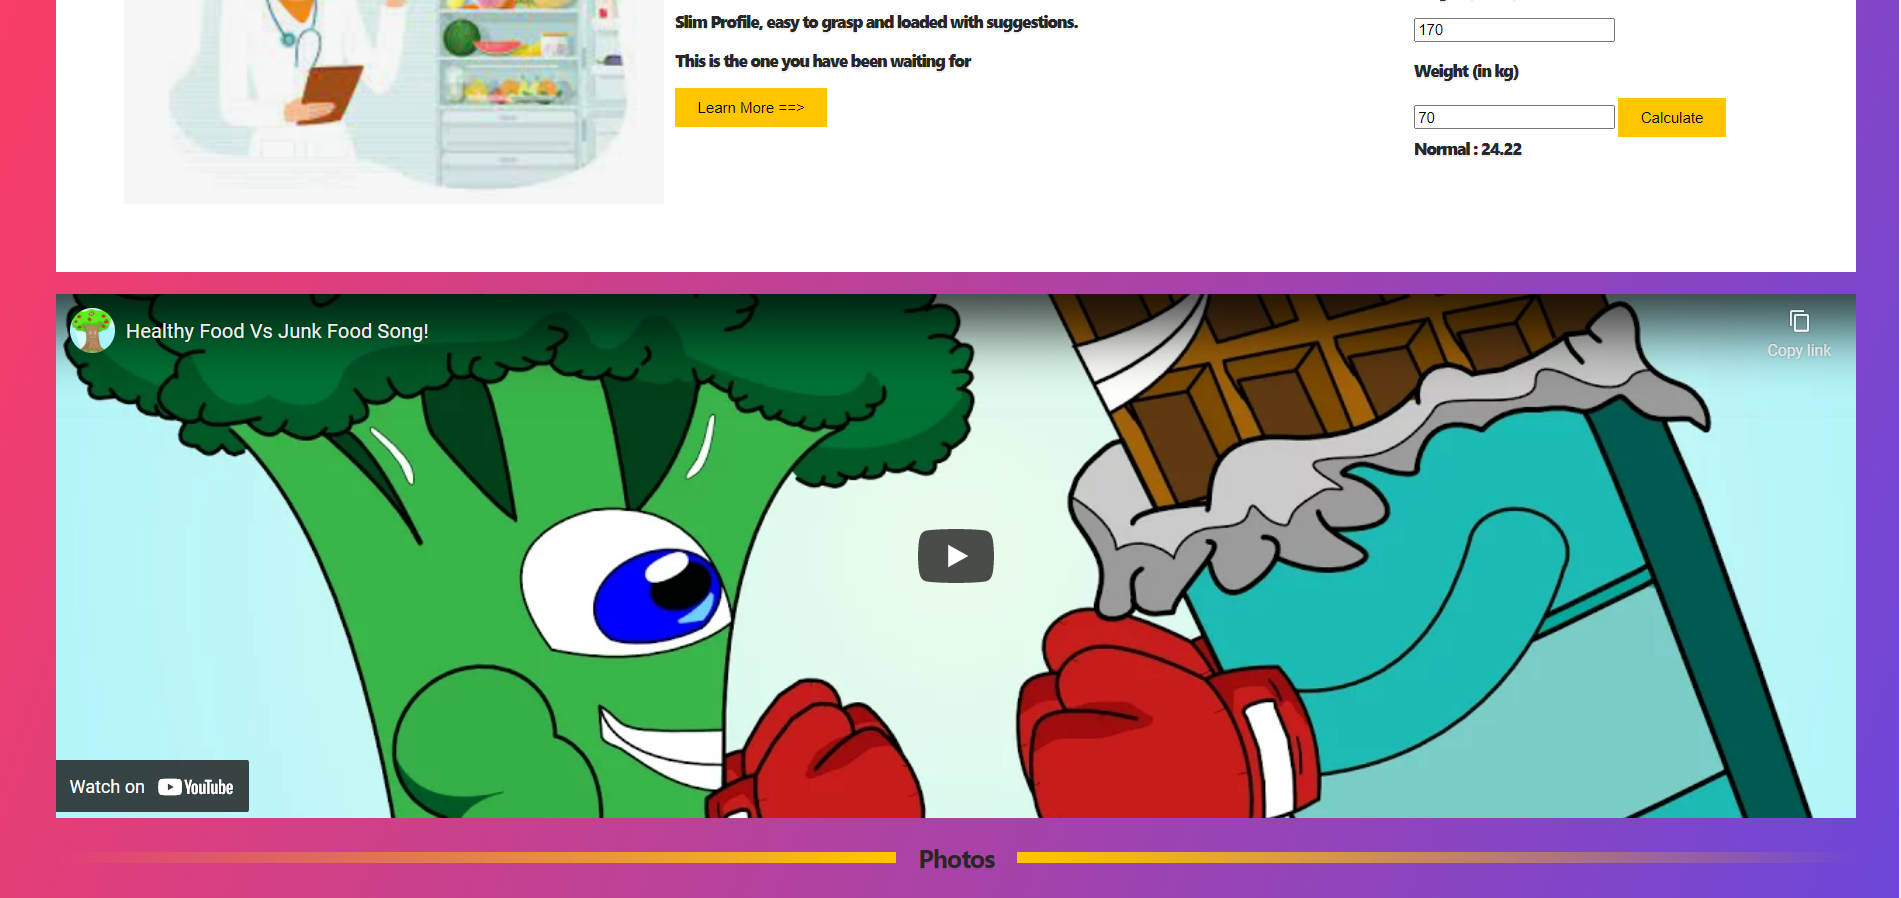 Slim Profile, easy to grasp and loaded with suggestions.
This is the one you have been waiting for
Learn More ==>
170
Weight (in kg)
70
Calculate
Normal : 24.22
Healthy Food Vs Junk Food Song!
Copy link
Watch on YouTube
Photos